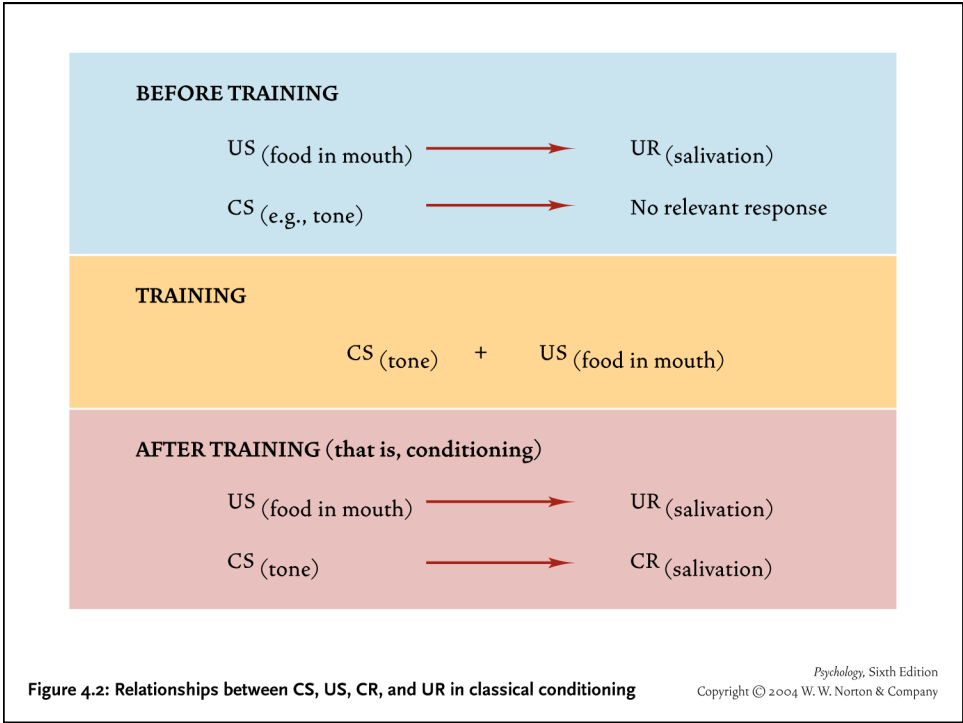 BEFORE TRAINING
US (food in mouth) UR (salivation)
CS (e.g., tone) No relevant response
TRAINING
CS (tone) + US (food in mouth)
AFTER TRAINING (that is, conditioning)
US (food in mouth) UR (salivation)
CS (tone) CR (salivation)
Psychology, Sixth Edition
Figure 4.2: Relationships between CS, US, CR, and UR in classical conditioning
Copyright © 2004 W. W. Norton & Company